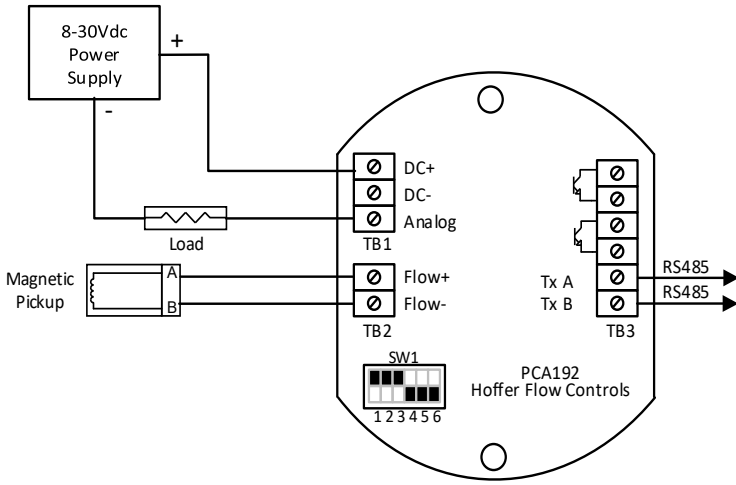 8-30Vdc
Power
Supply
+
-
Load
Magnetic
Pickup
A
B
DC+
DC-
Analog
TB1
Flow+
Flow-
TB2
SW1
1 2 3 4 5 6
Tx A
Tx B
RS485
RS485
TB3
PCA192
Hoffer Flow Controls